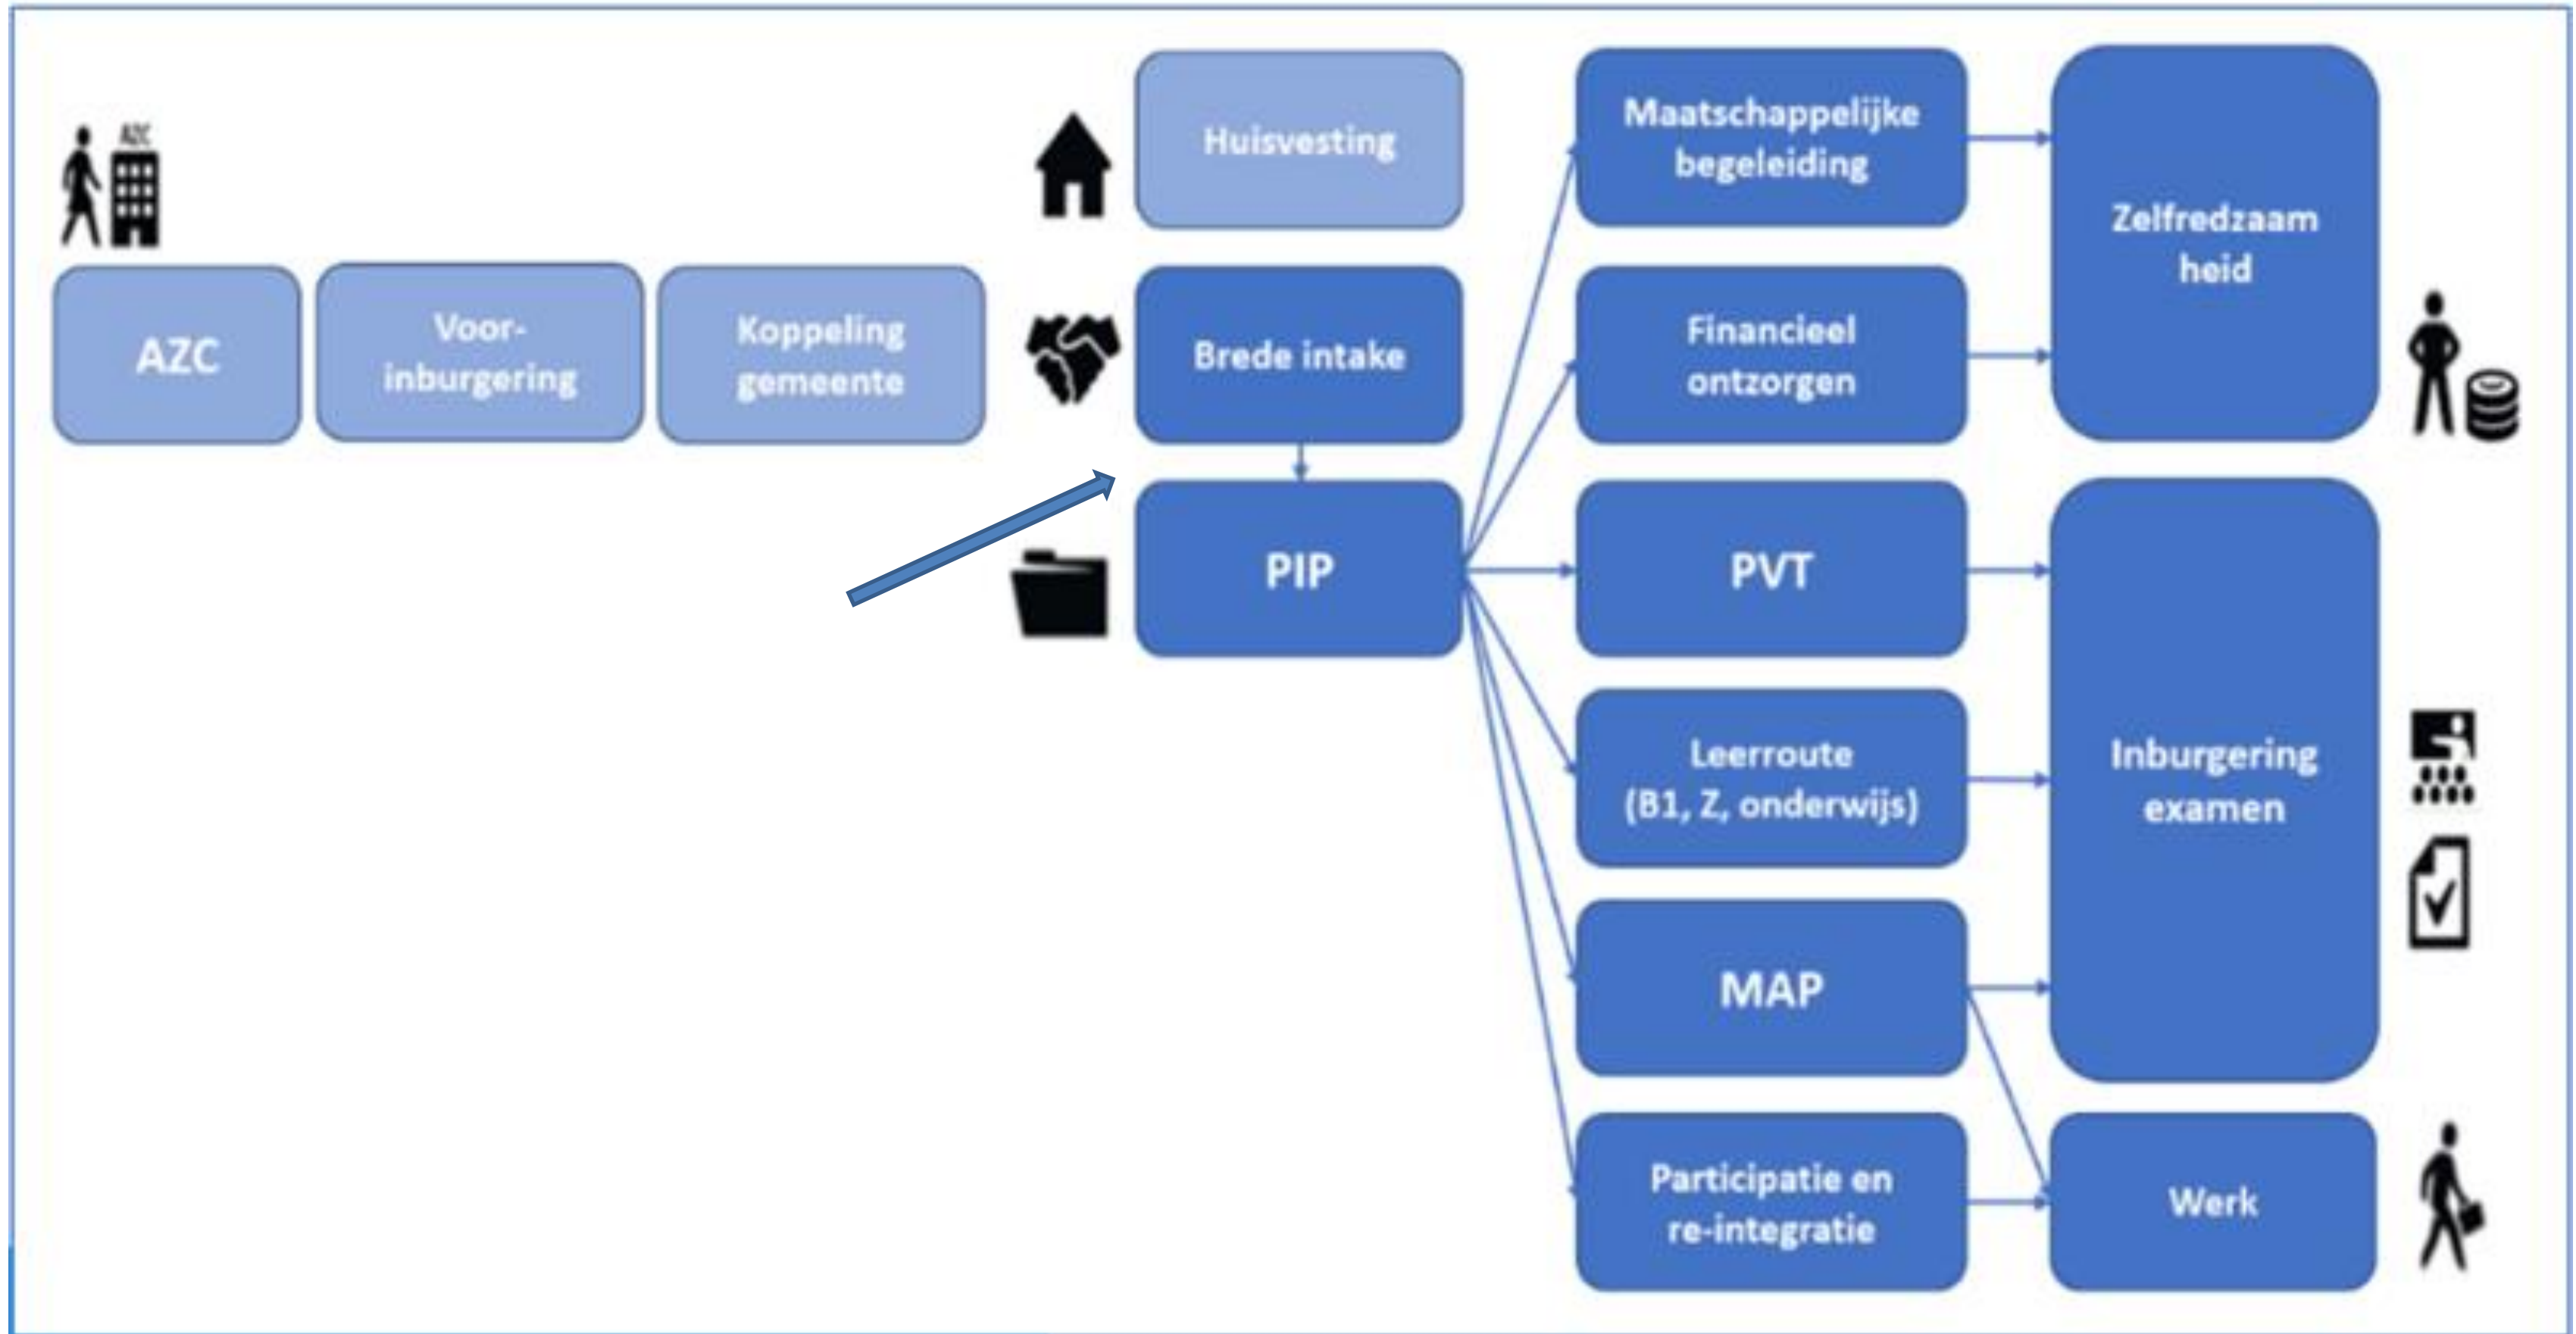 AZC
AZC
Voor-
inburgering
Koppeling
gemeente
Huisvesting
Brede intake
PIP
Maatschappelijke
begeleiding
Financieel
ontzorgen
PVT
Leerroute
(B1, Z, onderwijs)
MAP
Participatie en
re-integratie
Zelfredzaam
heid
Inburgering
examen
Werk